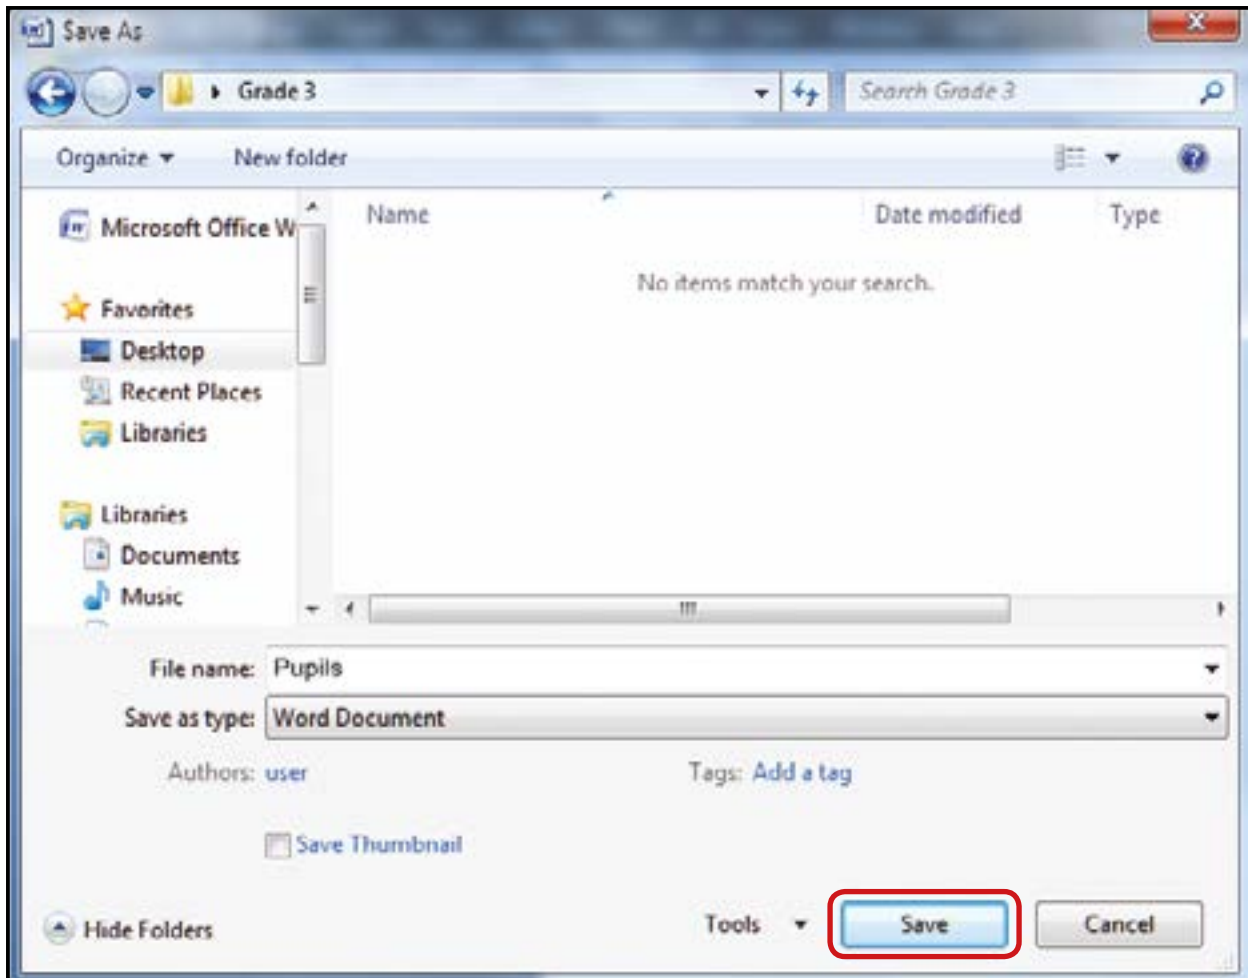 Save As
Grade 3
Search Grade 3
Organize
New folder
Microsoft Office W
Name
Date modified
Type
No items match your search.
Favorites
Desktop
Recent Places
Libraries
Libraries
Documents
Music
File name: Pupils
Save as type: Word Document
Authors: user
Tags: Add a tag
Save Thumbnail
Hide Folders
Tools
Save
Cancel